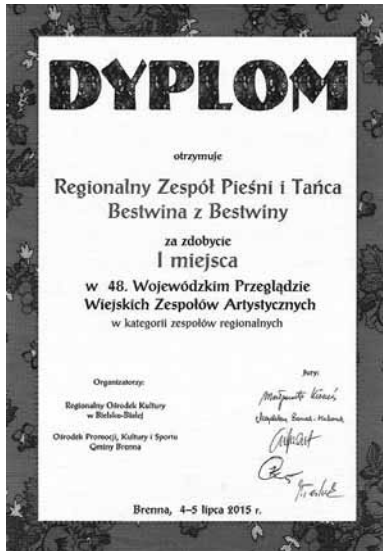 DYPLOM
otrzymuje
Regionalny Zespół Pieśni i Tańca
Bestwina z Bestwiny
za zdobycie
I miejsca
w 48. Wojewódzkim Przeglądzie
Wiejskich Zespołów Artystycznych
w kategorii zespołów regionalnych
Organizatorzy:
Regionalny Ośrodek Kultury
w Bielsku-Białej
Ośrodek Promocji, Kultury i Sportu
Gminy Brenna
Jury:
Małgorzata
Brenna, 4-5 lipca 2015 r.